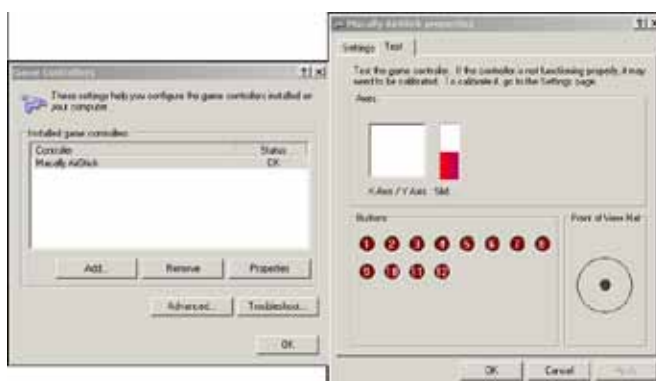 Game Controllers
These settings help you configure the game controllers installed on
your computer.
Installed game controllers
Controller Status
Macally AirStick OK
Add... Remove Properties
Advanced... Troubleshoot...
OK
Macally AirStick properties
Settings Test
Test the game controller. If the controller is not functioning properly, it may
need to be calibrated. To calibrate it, go to the Settings page.
Axes
X Axis / Y Axis
Buttons
1 2 3 4 5 6 7 8
9 10 11 12
Point of View Hat
OK Cancel Apply